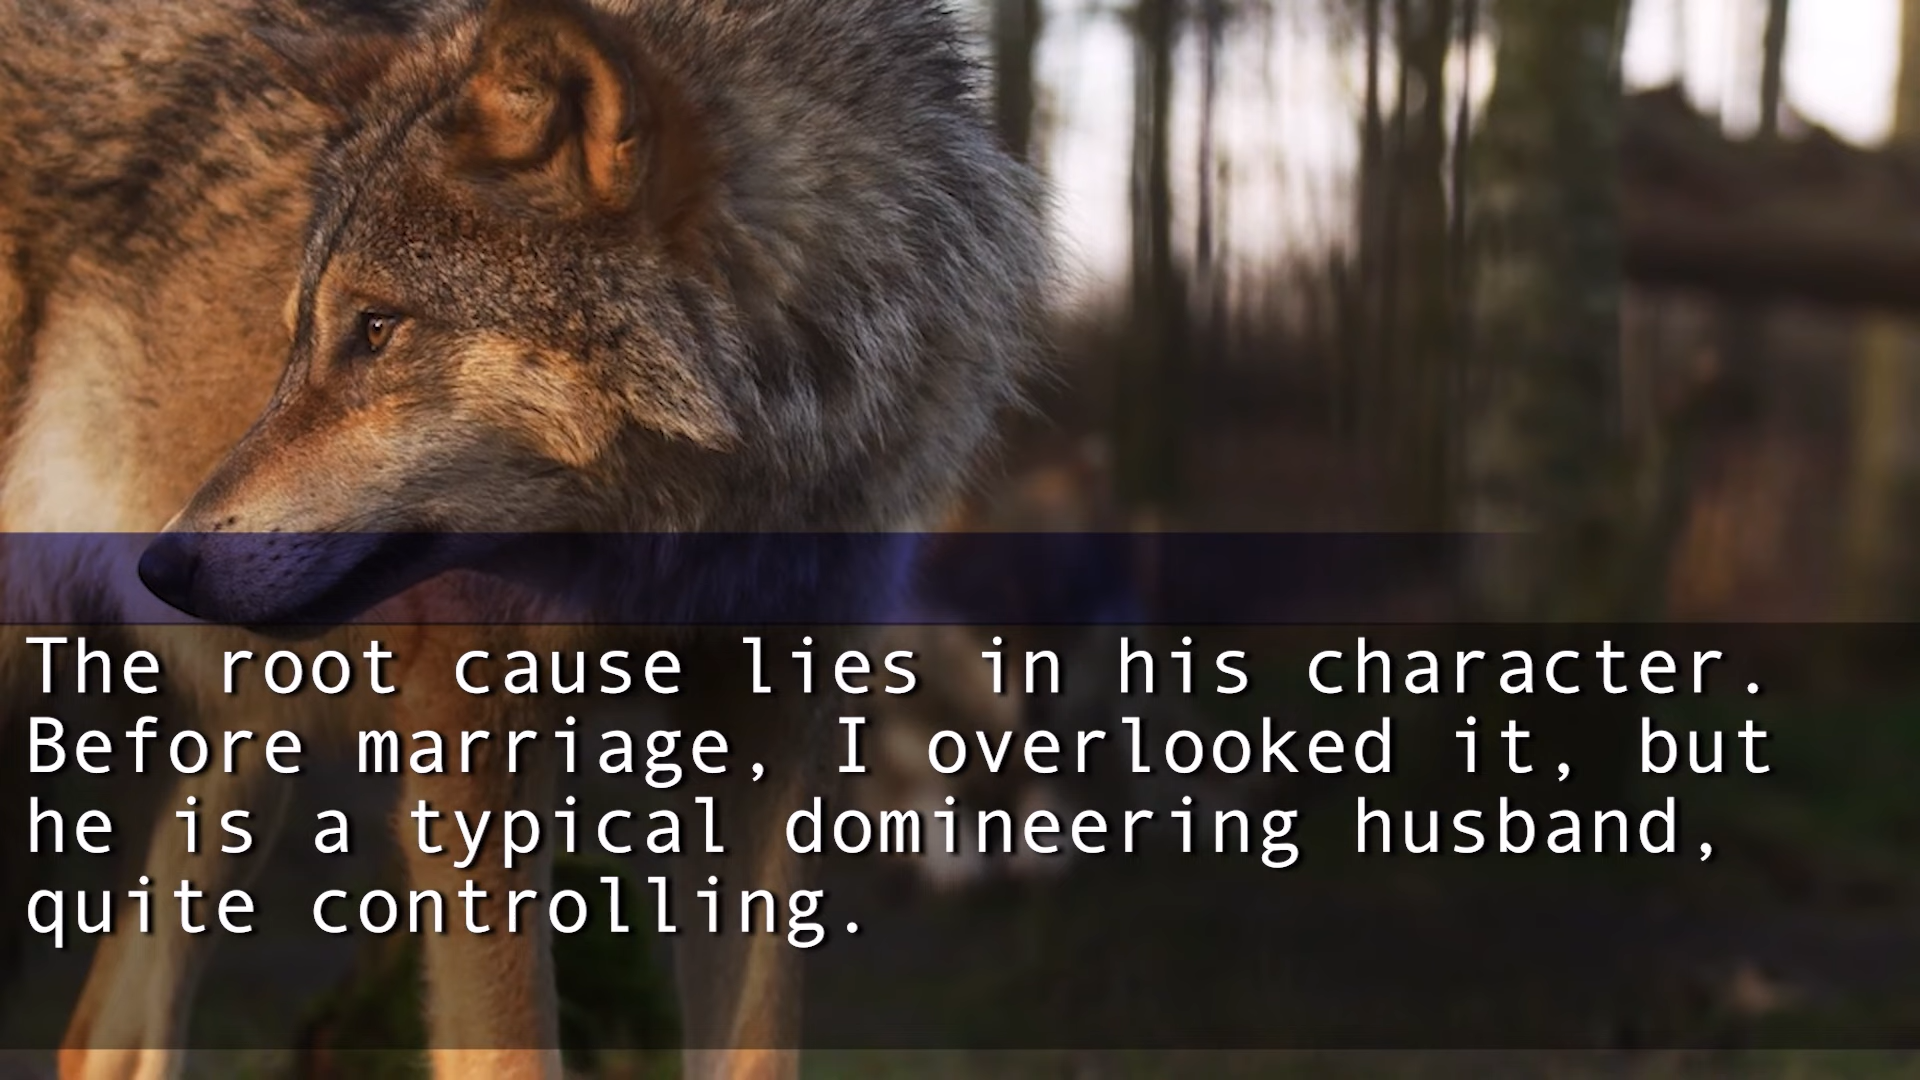 The root cause lies in his character.
Before marriage, I overlooked it, but
he is a typical domineering husband,
quite controlling.